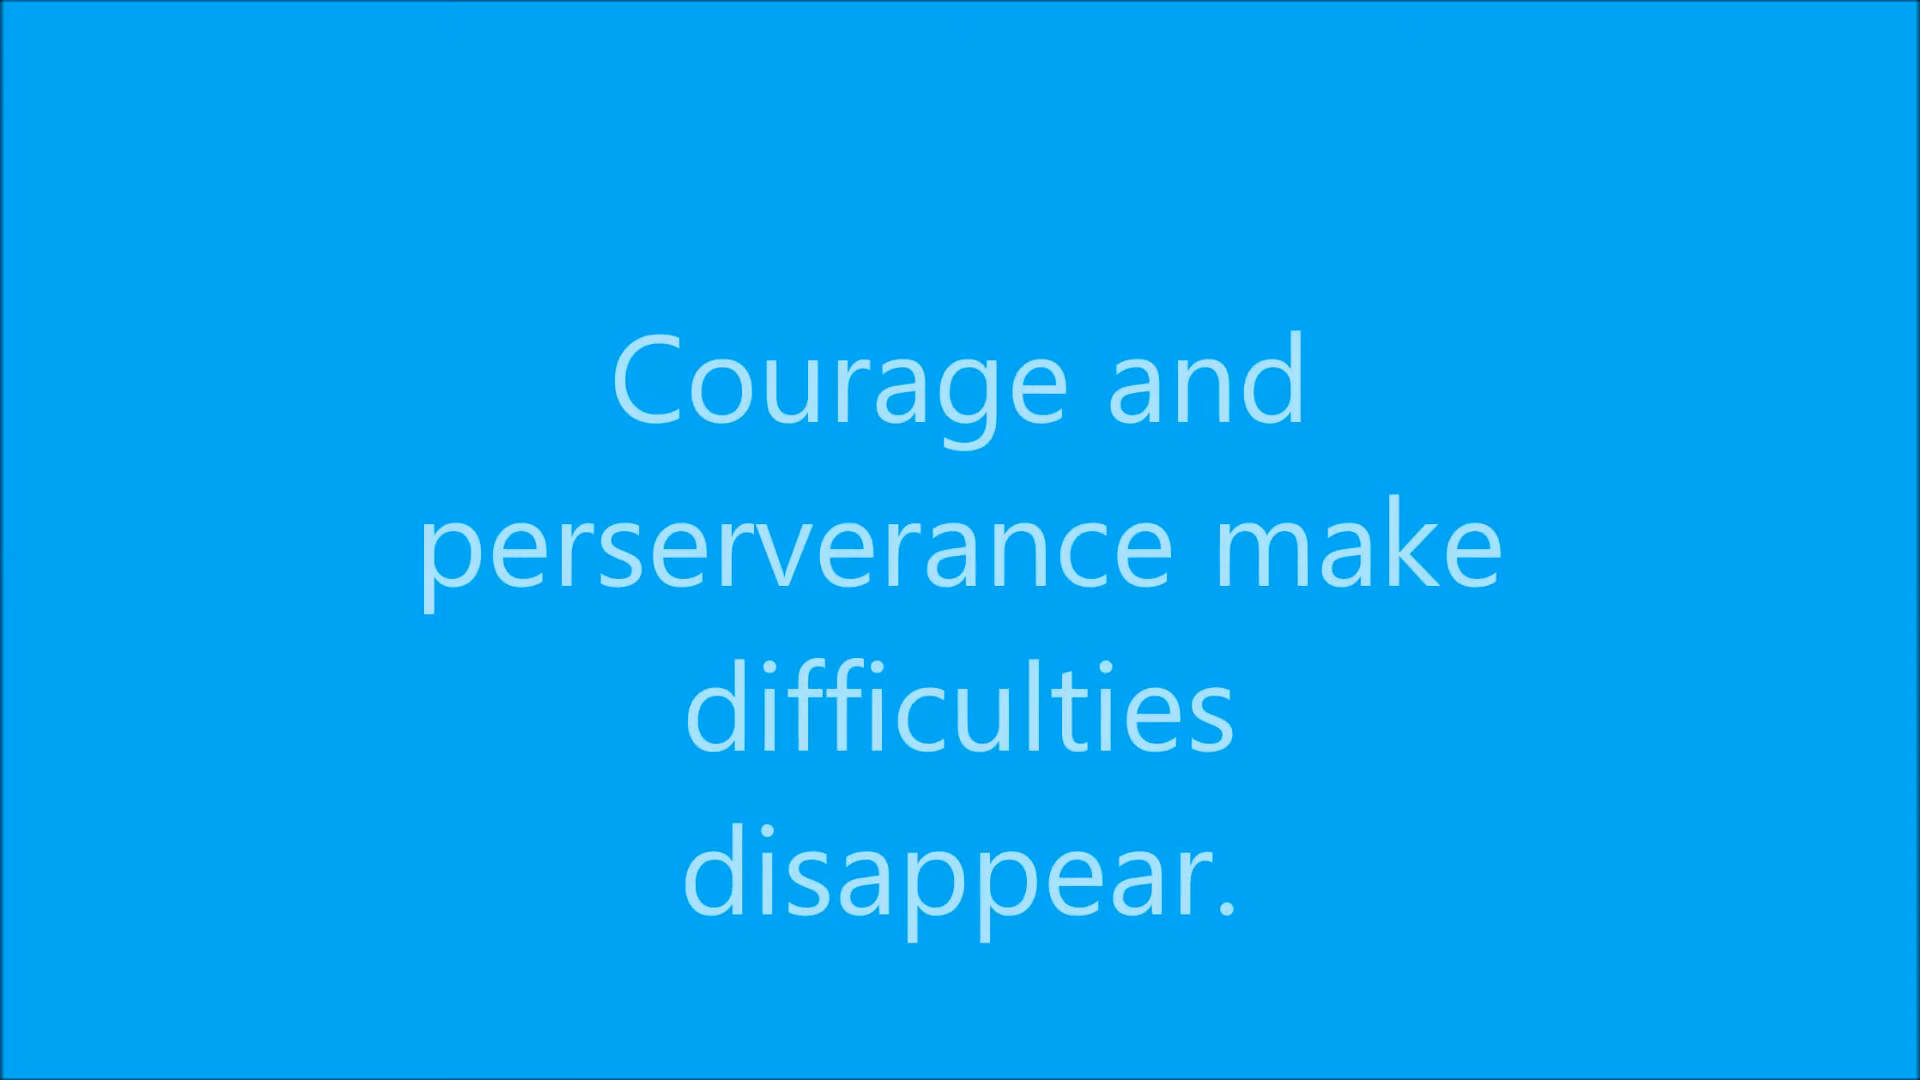 Courage and
perserverance make
difficulties
disappear.